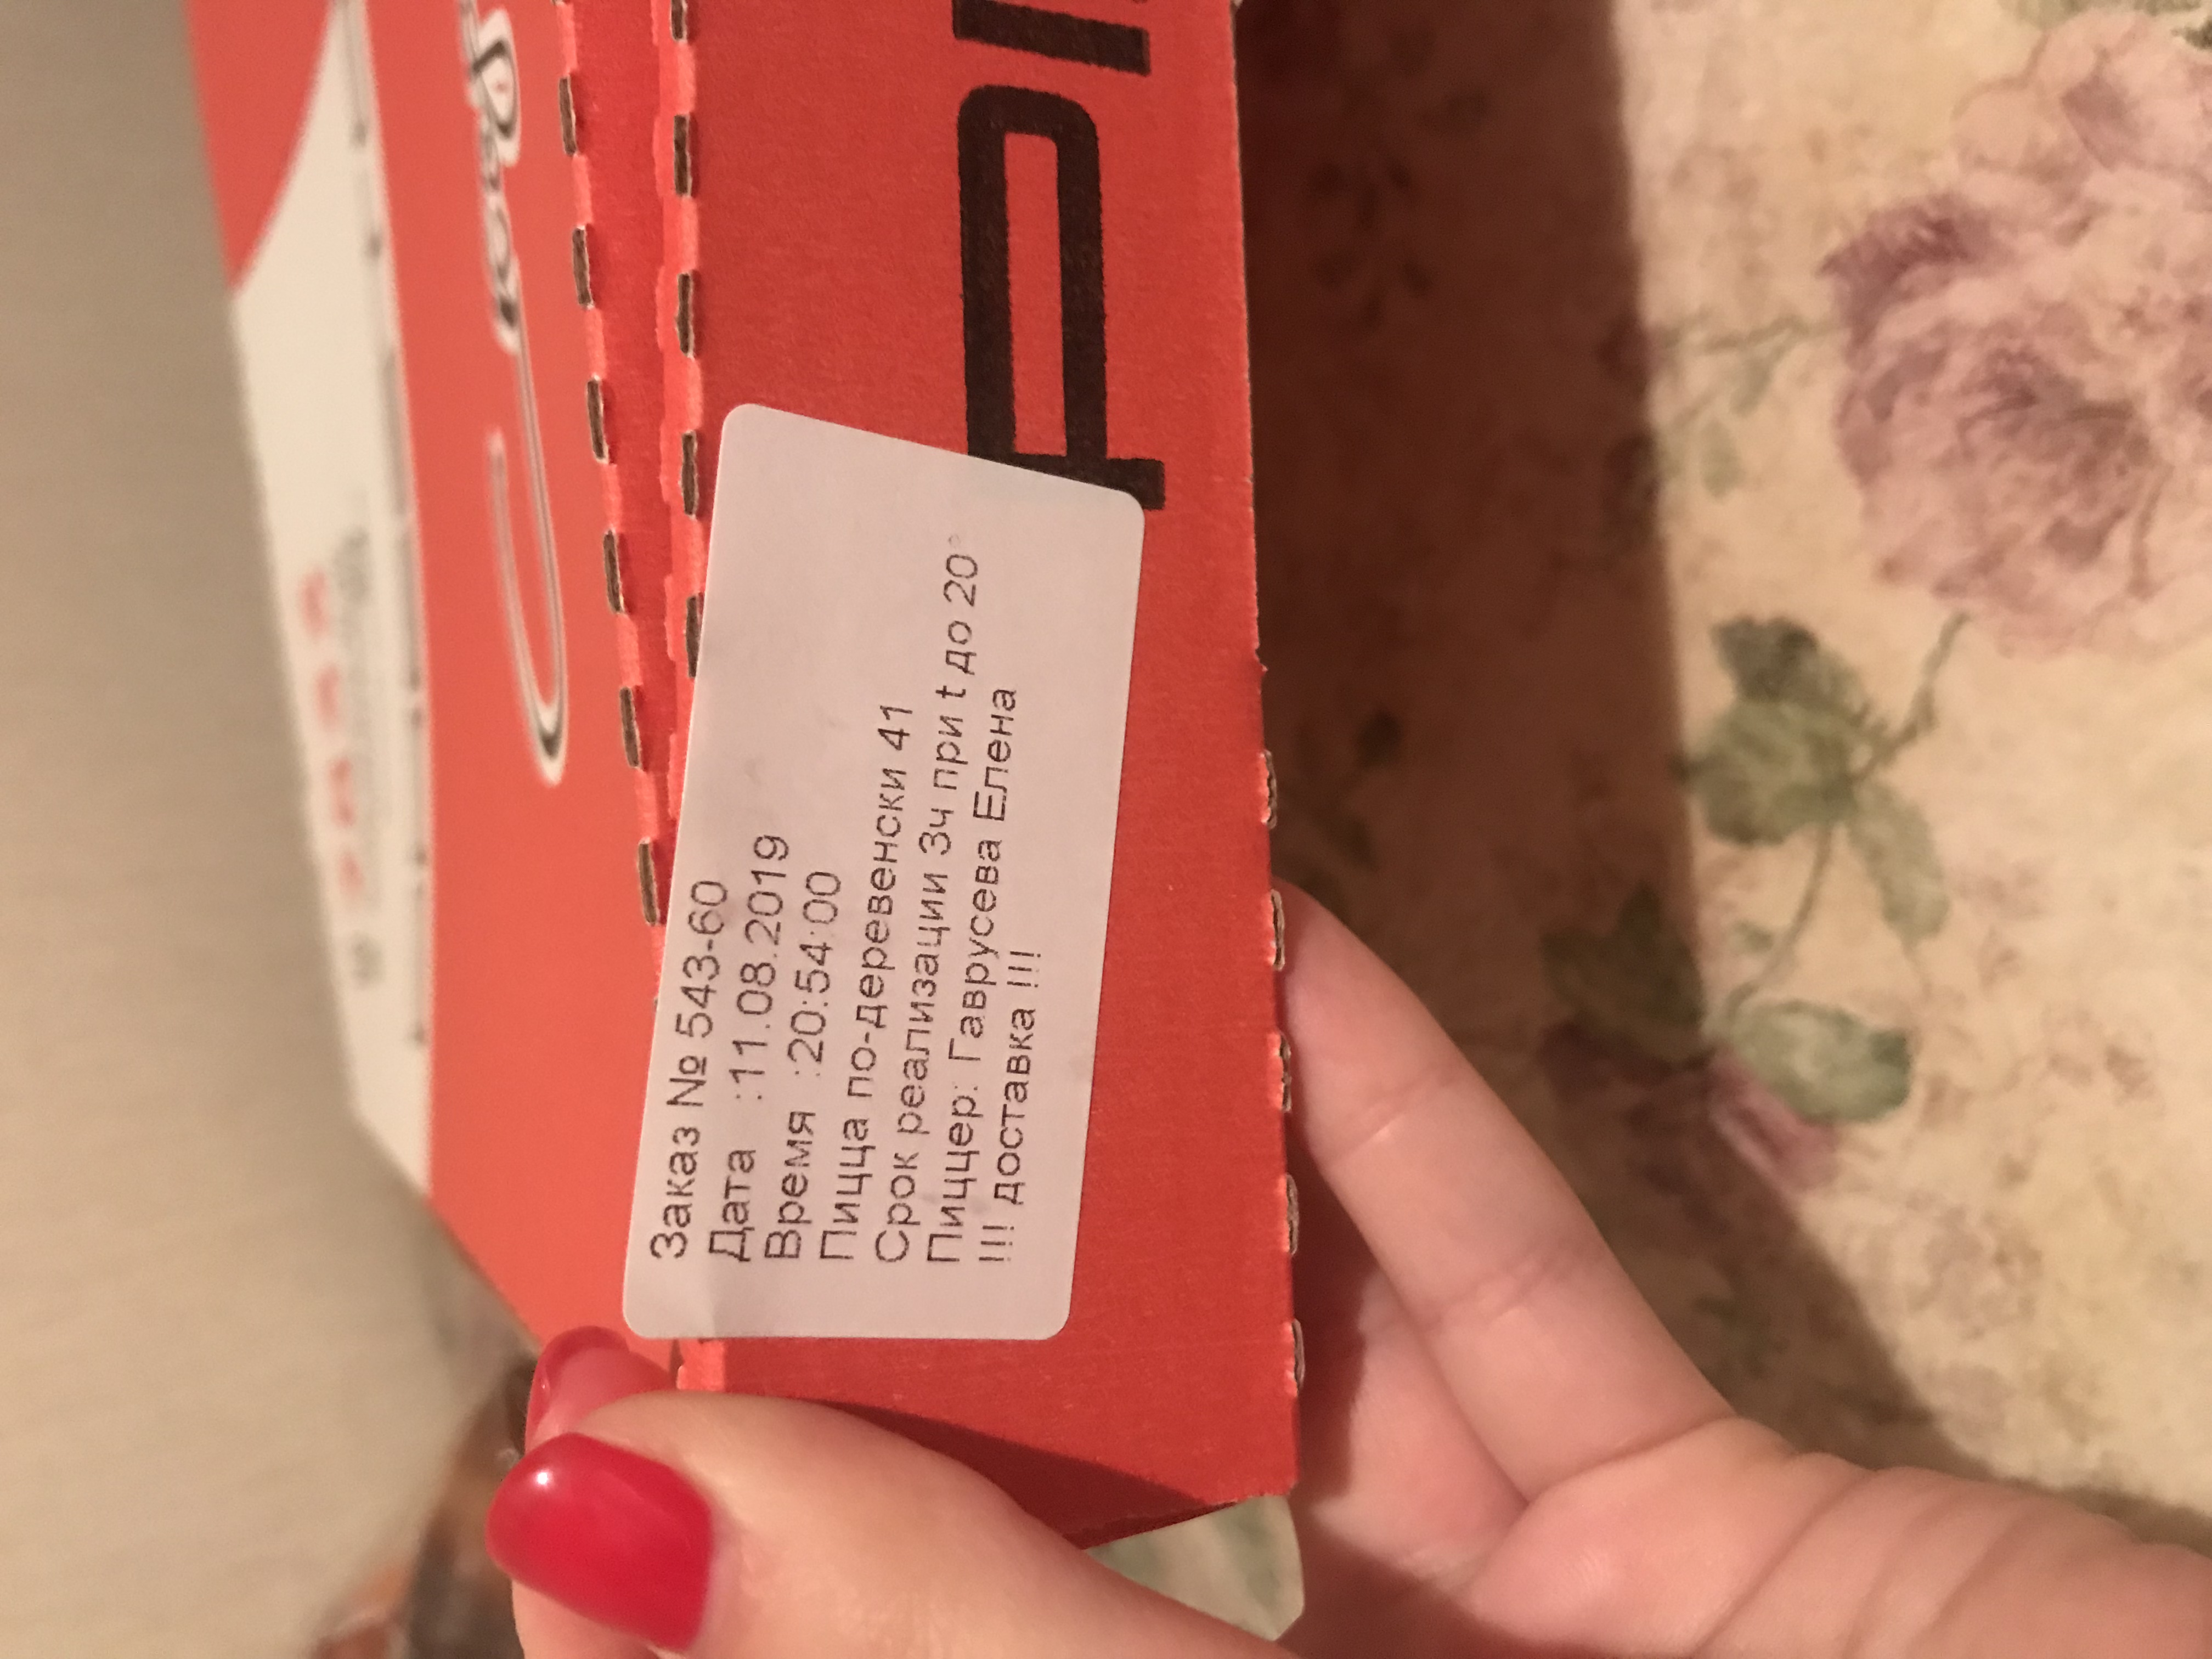 Заказ № 543-60
Дата :11.08.2019
Время :20:54:00
Пицца по-деревенски 41
Срок реализации 3ч при t до 20°
Пиццер: Гаврусева Елена
!!! доставка !!!